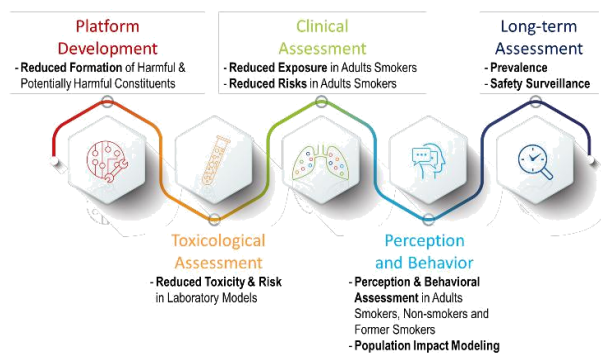 Platform
Development
- Reduced Formation of Harmful &
Potentially Harmful Constituents
Clinical
Assessment
- Reduced Exposure in Adults Smokers
- Reduced Risks in Adults Smokers
Long-term
Assessment
- Prevalence
- Safety Surveillance
Toxicological
Assessment
- Reduced Toxicity & Risk
in Laboratory Models
Perception
and Behavior
- Perception & Behavioral
Assessment in Adults
Smokers, Non-smokers and
Former Smokers
- Population Impact Modeling